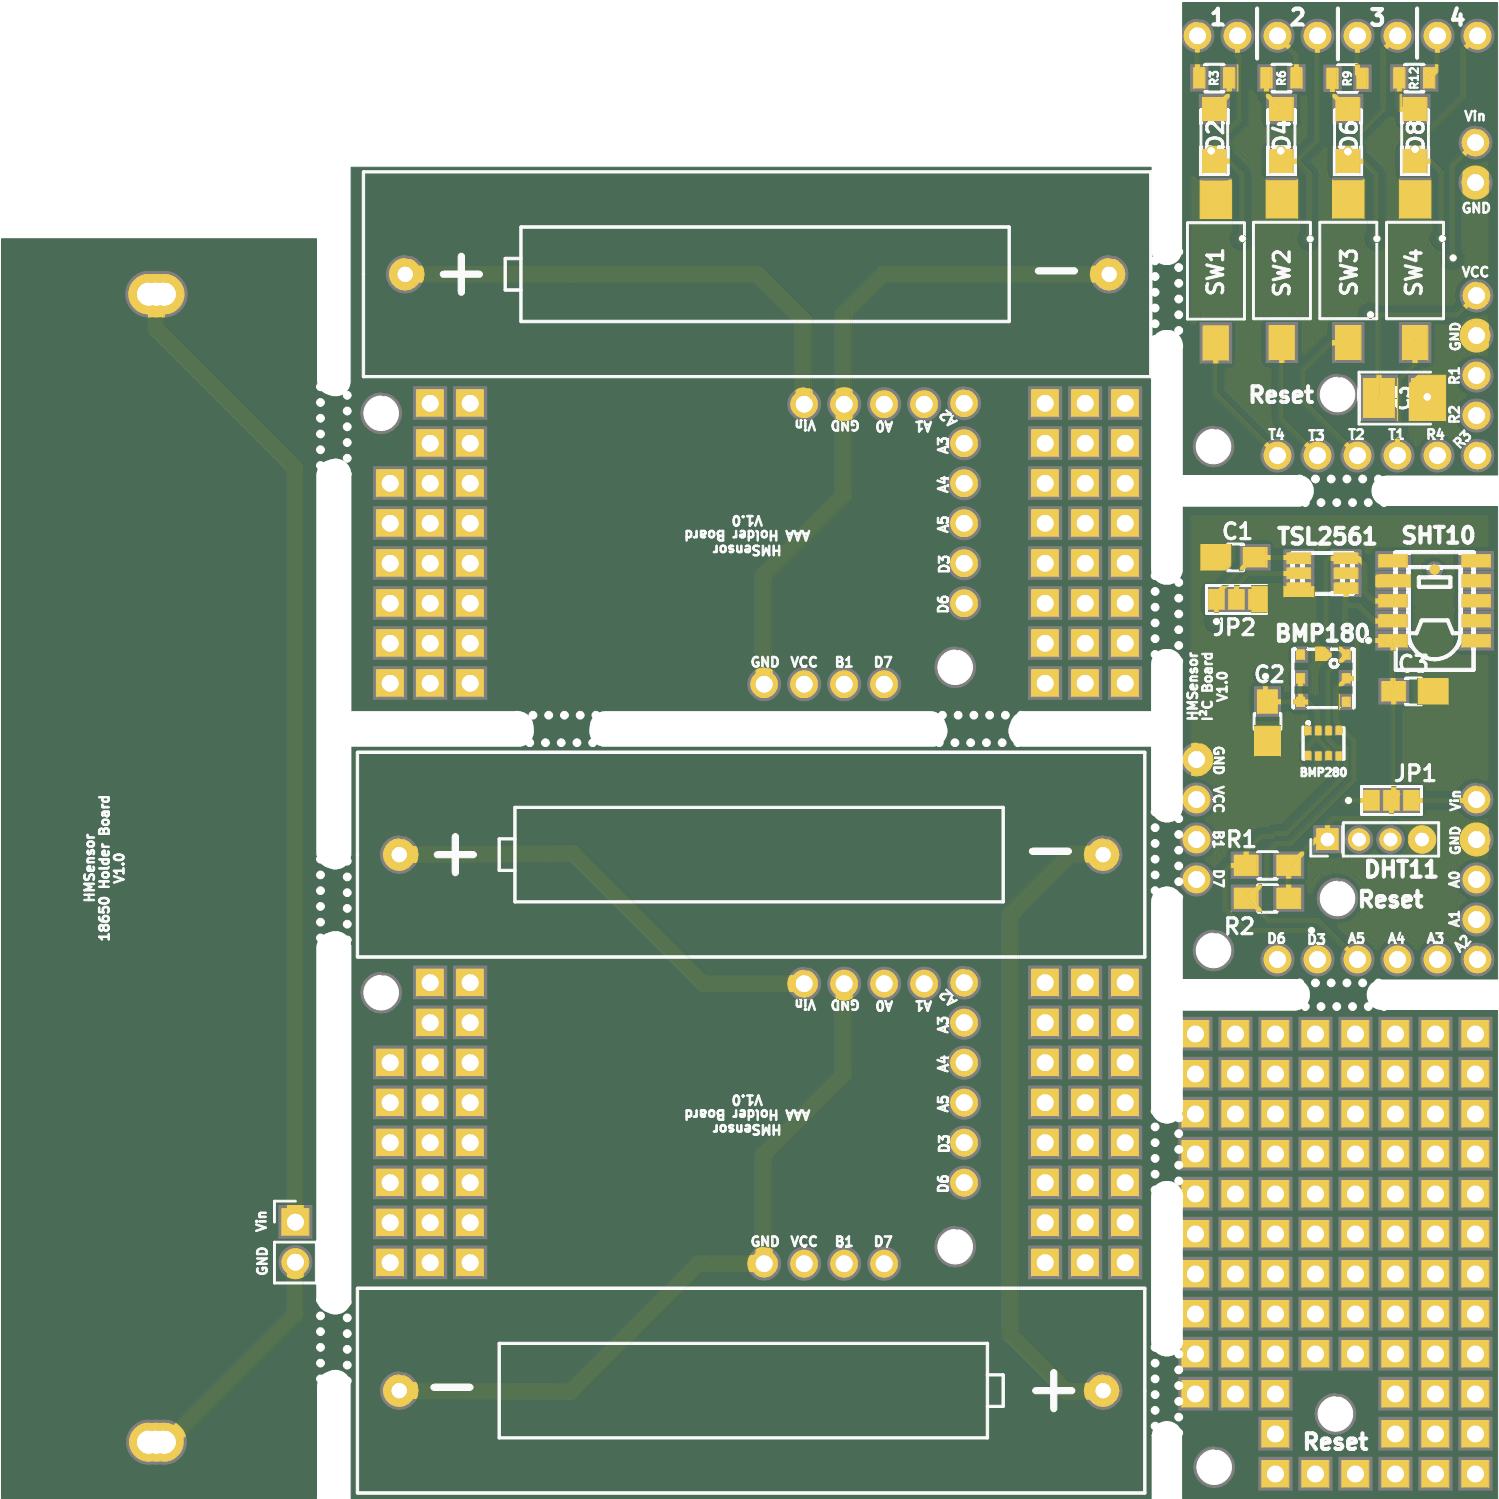 1 2 3 4
R3 R6 R9 R12
D2 D4 D6 D8
Vin
GND
SW1 SW2 SW3 SW4
VCC
GND
R1
R2
R3
Reset
T4 T3 T2 T1 R4
+ −
Vin GND A0 A1 A2
A3
A4
A5
D3
D6
HMSensor
AAA Holder Board
V1.0
GND VCC B1 D7
C1 TSL2561 SHT10
JP2
BMP180
C3
HMSensor
I²C Board
V1.0
BMP280
JP1
GND
VCC
B1
D7
Vin
GND
A0
A1
A2
R1
DHT11
Reset
R2
D6 D3 A5 A4 A3
+ −
Vin GND A0 A1 A2
A3
A4
A5
D3
D6
HMSensor
AAA Holder Board
V1.0
GND VCC B1 D7
− +
HMSensor
18650 Holder Board
V1.0
Vin
GND
Reset